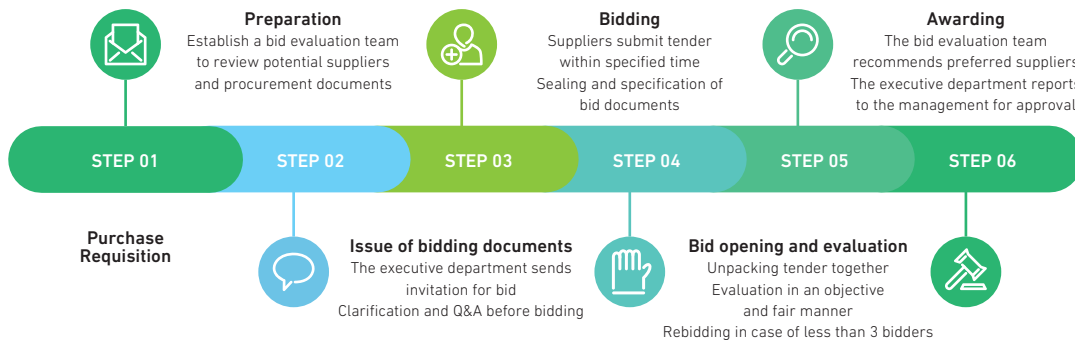 Preparation
Establish a bid evaluation team
to review potential suppliers
and procurement documents
Bidding
Suppliers submit tender
within specified time
Sealing and specification of
bid documents
Awarding
The bid evaluation team
recommends preferred suppliers
The executive department reports
to the management for approval
STEP 01
STEP 02
STEP 03
STEP 04
STEP 05
STEP 06
Purchase
Requisition
Issue of bidding documents
The executive department sends
invitation for bid
Clarification and Q&A before bidding
Bid opening and evaluation
Unpacking tender together
Evaluation in an objective
and fair manner
Rebidding in case of less than 3 bidders